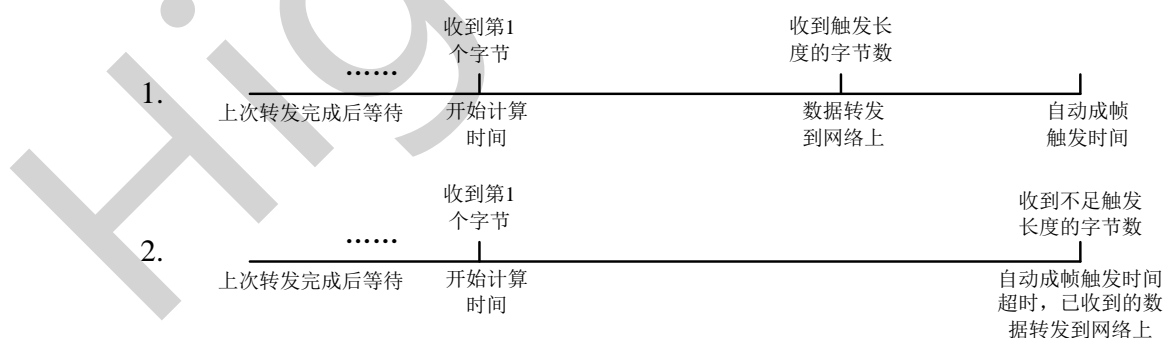 收到第1
个字节
收到触发长
度的字节数
1.
……
上次转发完成后等待
开始计算
时间
数据转发
到网络上
自动成帧
触发时间
收到第1
个字节
收到不足触发
长度的字节数
2.
……
上次转发完成后等待
开始计算
时间
自动成帧触发时间
超时，已收到的数
据转发到网络上
Hig